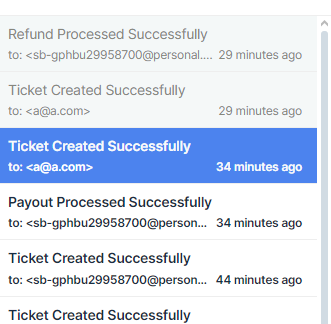 Refund Processed Successfully
to: <sb-gphbu29958700@personal.... 29 minutes ago
Ticket Created Successfully
to: <a@a.com> 29 minutes ago
Ticket Created Successfully
to: <a@a.com> 34 minutes ago
Payout Processed Successfully
to: <sb-gphbu29958700@person... 34 minutes ago
Ticket Created Successfully
to: <sb-gphbu29958700@person... 44 minutes ago
Ticket Created Successfully